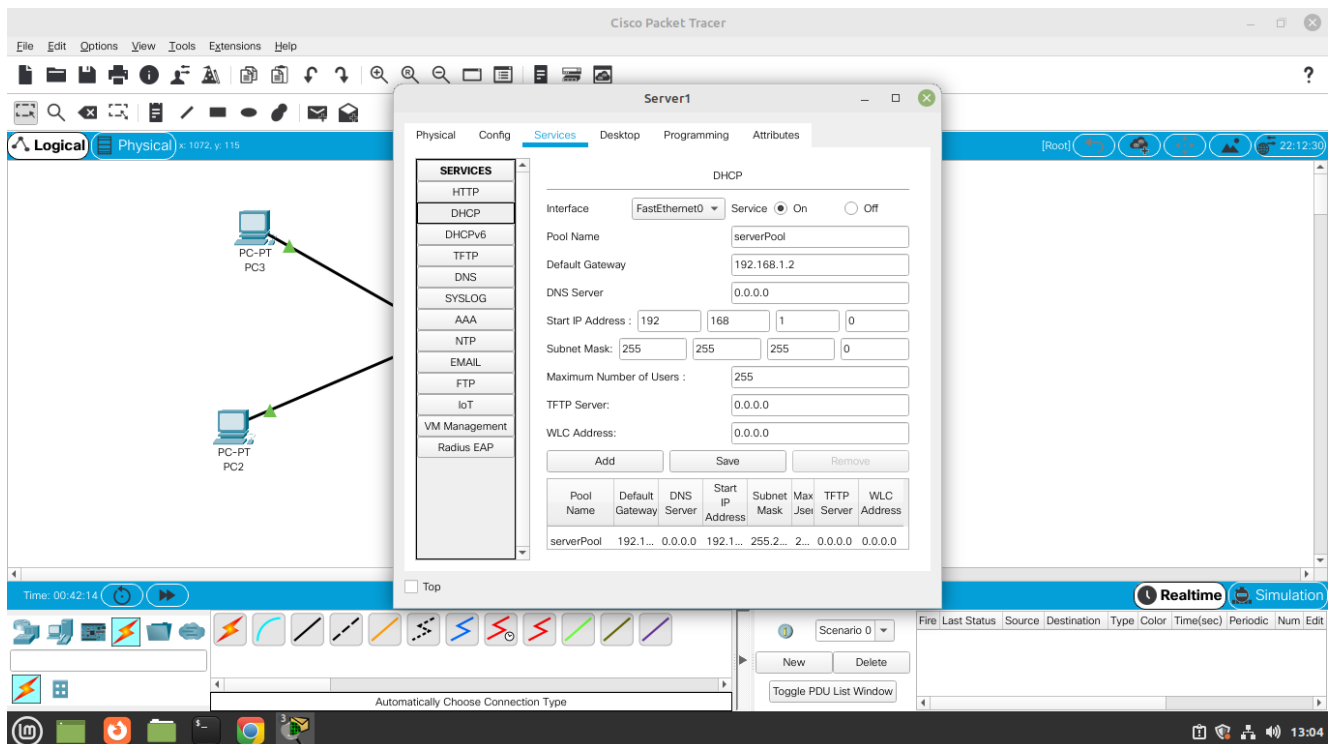 Cisco Packet Tracer
File Edit Options View Tools Extensions Help
?
Server1
Physical Config Services Desktop Programming Attributes
Logical Physical x: 1072, y: 115 [Root] 22:12:30
SERVICES
HTTP
DHCP
DHCPv6
TFTP
DNS
SYSLOG
AAA
NTP
EMAIL
FTP
IoT
VM Management
Radius EAP
DHCP
Interface FastEthernet0 Service On Off
Pool Name serverPool
Default Gateway 192.168.1.2
DNS Server 0.0.0.0
Start IP Address : 192 168 1 0
Subnet Mask: 255 255 255 0
Maximum Number of Users : 255
TFTP Server: 0.0.0.0
WLC Address: 0.0.0.0
Add Save Remove
Pool Name Default Gateway DNS Server Start IP Address Subnet Mask Max User TFTP Server WLC Address
serverPool 192.1... 0.0.0.0 192.1... 255.2... 2... 0.0.0.0 0.0.0.0
Top
PC-PT
PC3
PC-PT
PC2
Time: 00:42:14 Realtime Simulation
Scenario 0
New Delete
Toggle PDU List Window
Fire Last Status Source Destination Type Color Time(sec) Periodic Num Edit
Automatically Choose Connection Type
3
13:04